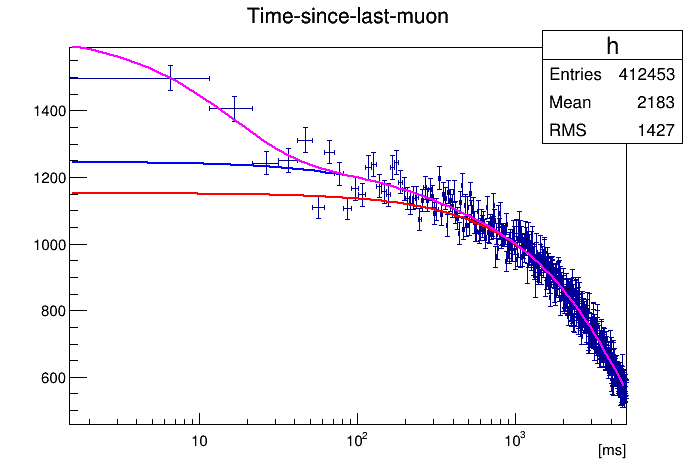 Time-since-last-muon
h
Entries 412453
Mean 2183
RMS 1427
1400
1200
1000
800
600
10
10²
10³
[ms]